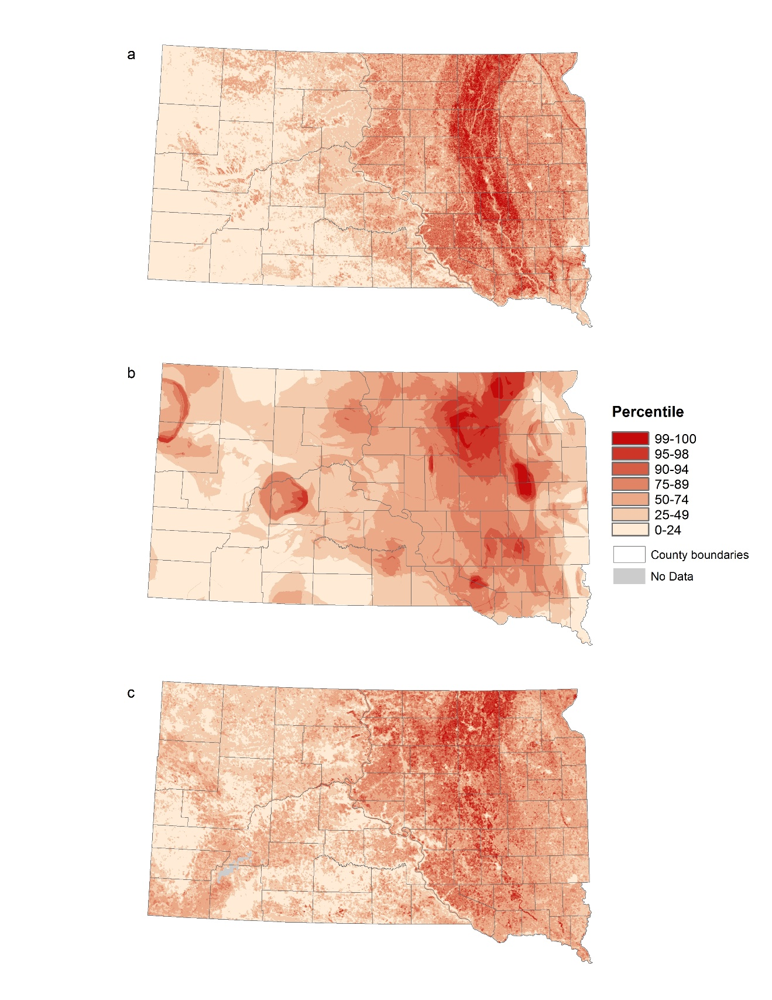 a
b
Percentile
99-100
95-98
90-94
75-89
50-74
25-49
0-24
County boundaries
No Data
c